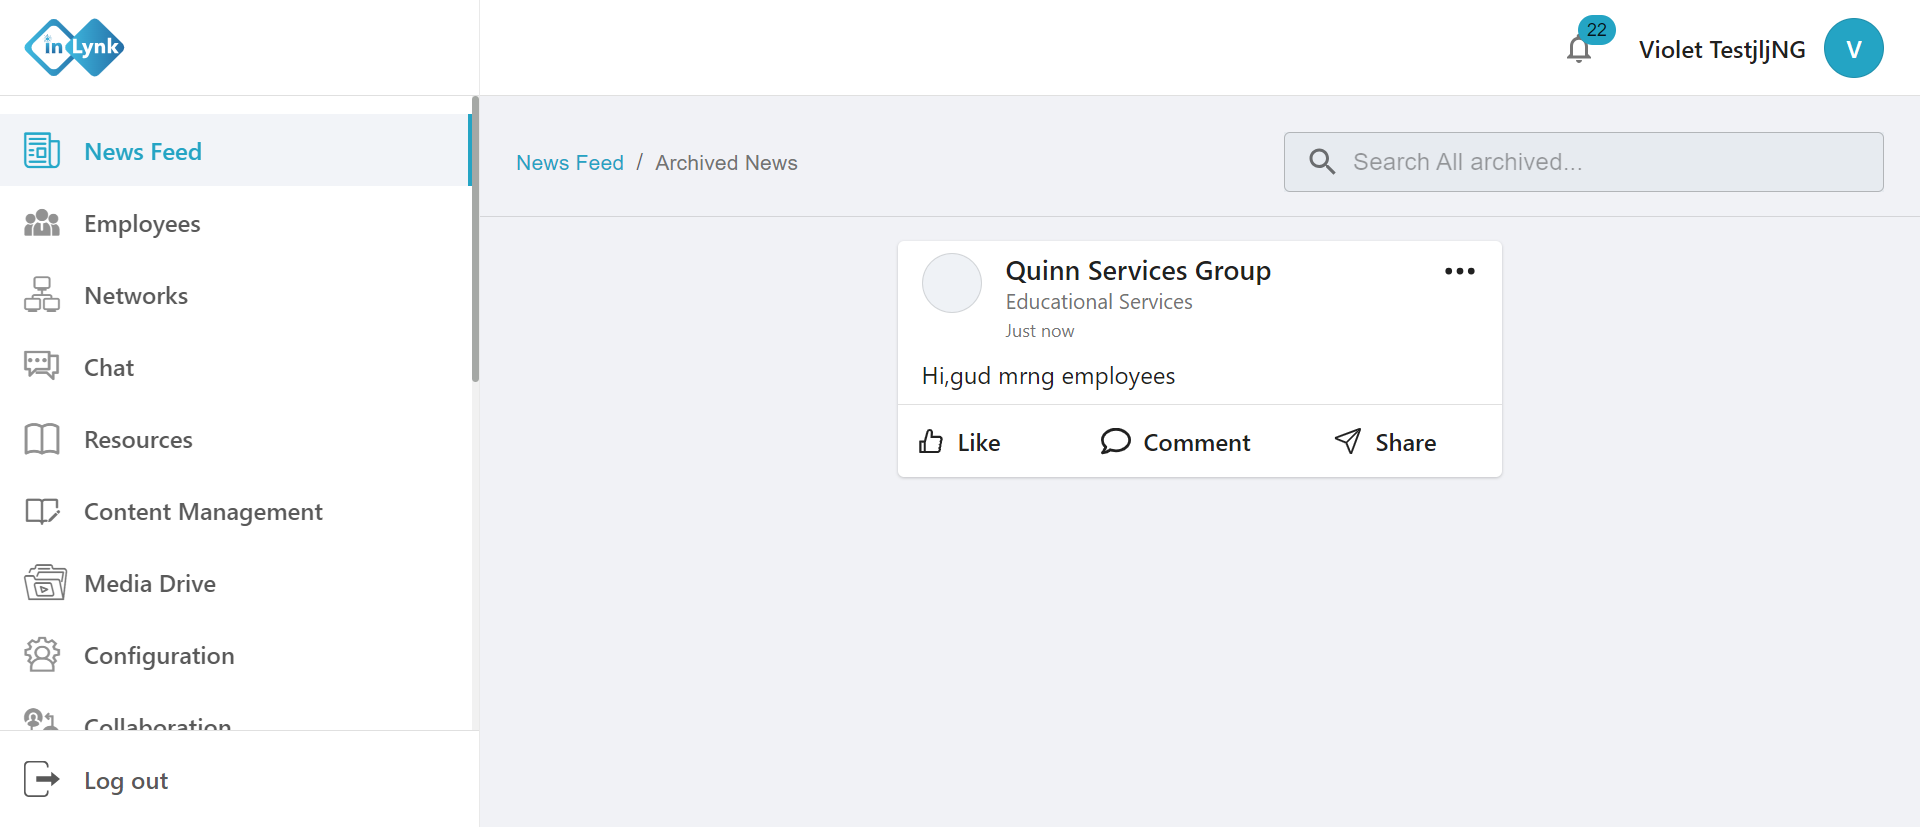 in Lynk
22
Violet TestjljNG
V
News Feed
Employees
Networks
Chat
Resources
Content Management
Media Drive
Configuration
Collaboration
Log out
News Feed / Archived News
Search All archived...
Quinn Services Group
Educational Services
Just now
Hi,gud mrng employees
Like
Comment
Share